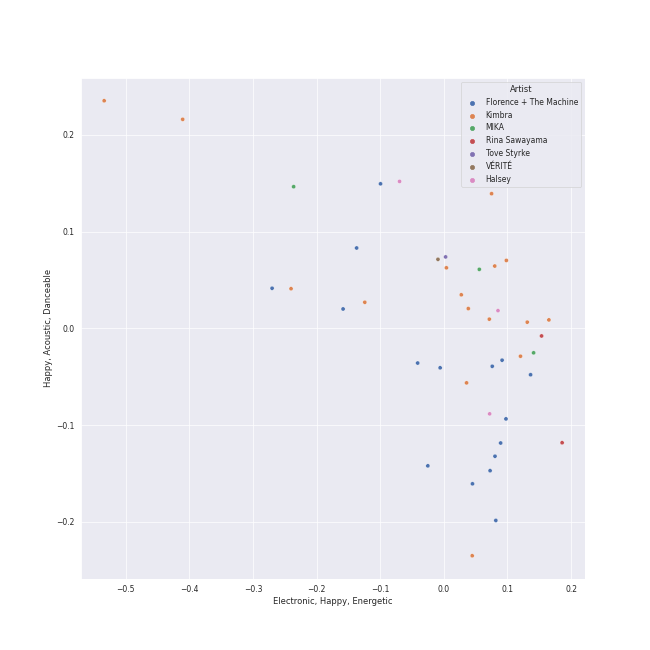 Artist
Florence + The Machine
Kimbra
MIKA
Rina Sawayama
Tove Styrke
VÉRITÉ
Halsey
0.2
0.1
0.0
−0.1
−0.2
Happy, Acoustic, Danceable
−0.5
−0.4
−0.3
−0.2
−0.1
0.0
0.1
0.2
Electronic, Happy, Energetic